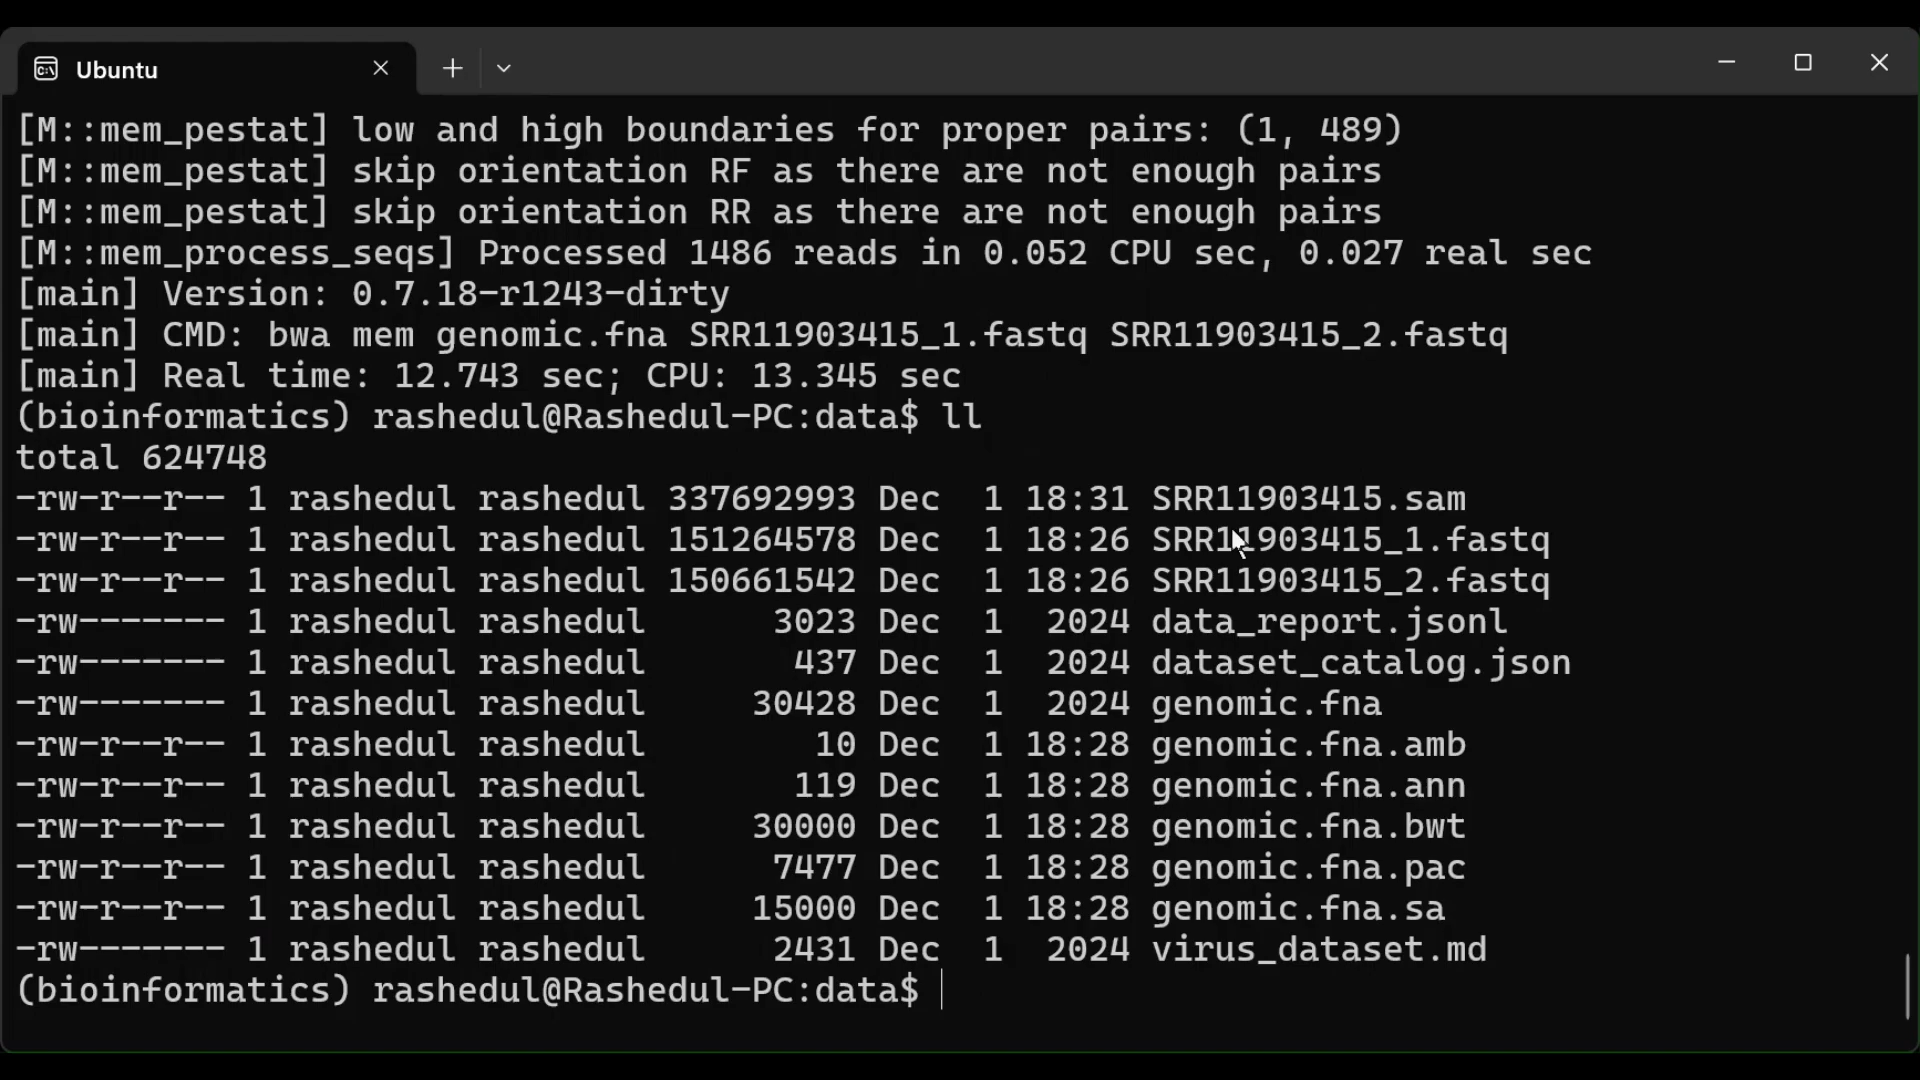 Ubuntu
[M::mem_pestat] low and high boundaries for proper pairs: (1, 489)
[M::mem_pestat] skip orientation RF as there are not enough pairs
[M::mem_pestat] skip orientation RR as there are not enough pairs
[M::mem_process_seqs] Processed 1486 reads in 0.052 CPU sec, 0.027 real sec
[main] Version: 0.7.18-r1243-dirty
[main] CMD: bwa mem genomic.fna SRR11903415_1.fastq SRR11903415_2.fastq
[main] Real time: 12.743 sec; CPU: 13.345 sec
(bioinformatics) rashedul@Rashedul-PC:data$ ll
total 624748
-rw-r--r-- 1 rashedul rashedul 337692993 Dec  1 18:31 SRR11903415.sam
-rw-r--r-- 1 rashedul rashedul 151264578 Dec  1 18:26 SRR11903415_1.fastq
-rw-r--r-- 1 rashedul rashedul 150661542 Dec  1 18:26 SRR11903415_2.fastq
-rw------- 1 rashedul rashedul      3023 Dec  1  2024 data_report.jsonl
-rw------- 1 rashedul rashedul       437 Dec  1  2024 dataset_catalog.json
-rw------- 1 rashedul rashedul     30428 Dec  1  2024 genomic.fna
-rw-r--r-- 1 rashedul rashedul        10 Dec  1 18:28 genomic.fna.amb
-rw-r--r-- 1 rashedul rashedul       119 Dec  1 18:28 genomic.fna.ann
-rw-r--r-- 1 rashedul rashedul     30000 Dec  1 18:28 genomic.fna.bwt
-rw-r--r-- 1 rashedul rashedul      7477 Dec  1 18:28 genomic.fna.pac
-rw-r--r-- 1 rashedul rashedul     15000 Dec  1 18:28 genomic.fna.sa
-rw------- 1 rashedul rashedul      2431 Dec  1  2024 virus_dataset.md
(bioinformatics) rashedul@Rashedul-PC:data$